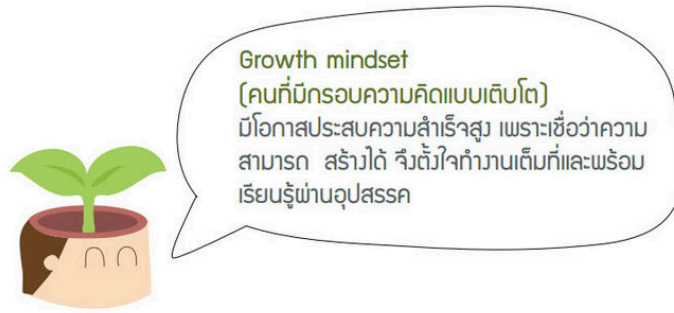 Growth mindset
(คนที่มีกรอบความคิดแบบเติบโต)
มีโอกาสประสบความสำเร็จสูง เพราะเชื่อว่าความ
สามารถ สร้างได้ จึงตั้งใจทำงานเต็มที่และพร้อม
เรียนรู้ผ่านอุปสรรค